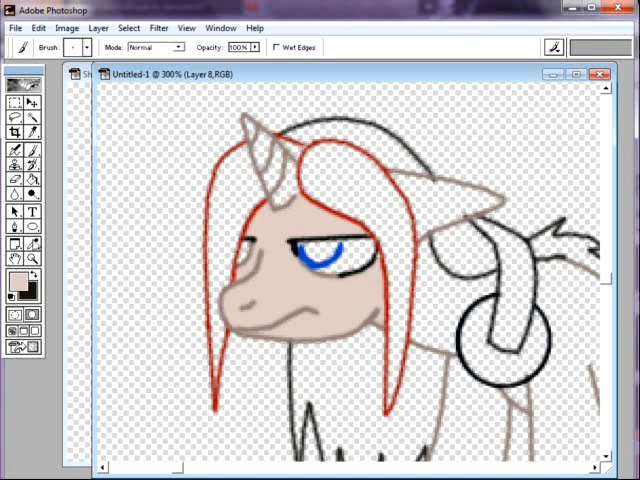 Adobe Photoshop
File Edit Image Layer Select Filter View Window Help
Brush: Mode: Normal Opacity: 100% Wet Edges
Untitled-1 @ 300% (Layer 8,RGB)
T